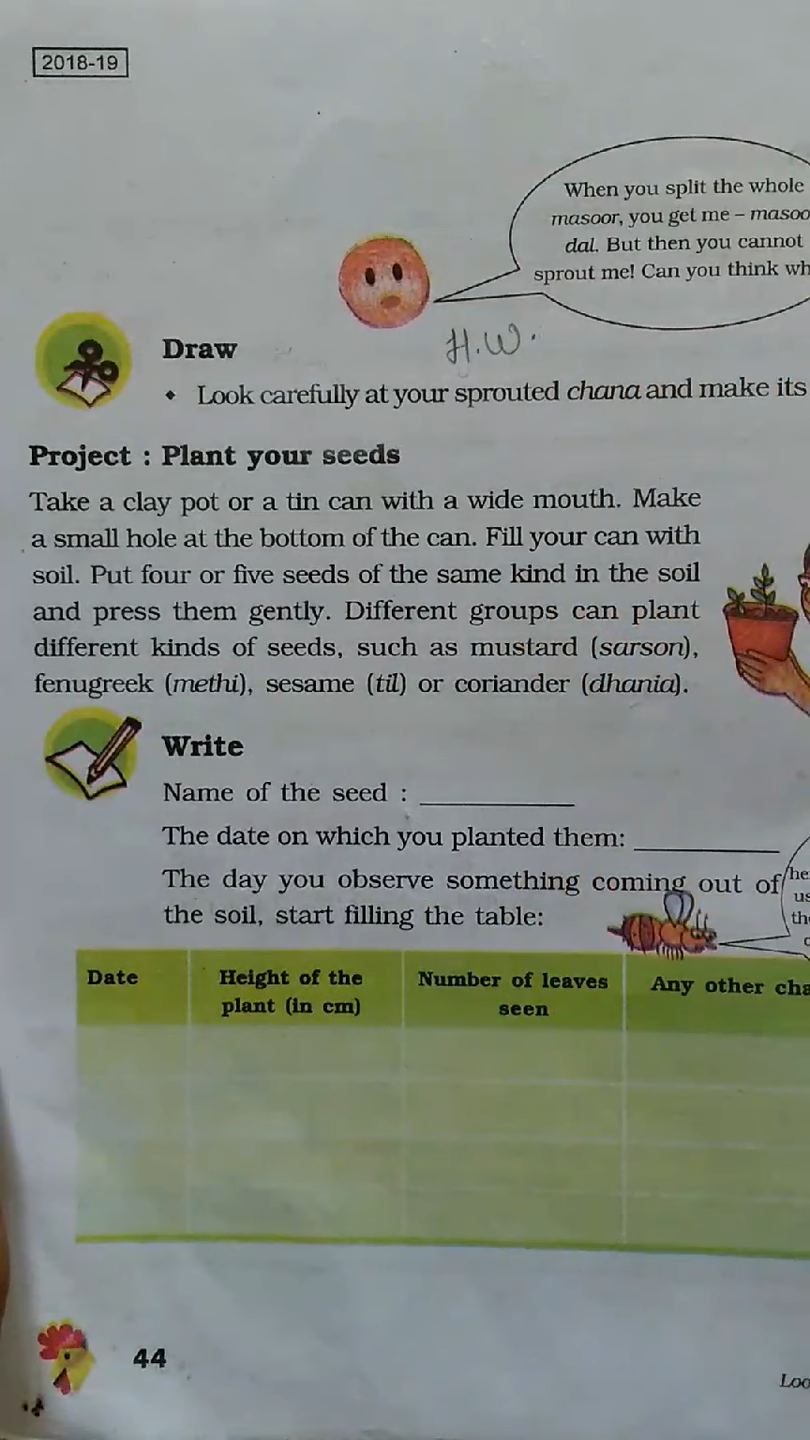 2018-19
When you split the whole
masoor, you get me – masoo
dal. But then you cannot
sprout me! Can you think wh
H.W.
Draw
• Look carefully at your sprouted chana and make its
Project : Plant your seeds
Take a clay pot or a tin can with a wide mouth. Make
a small hole at the bottom of the can. Fill your can with
soil. Put four or five seeds of the same kind in the soil
and press them gently. Different groups can plant
different kinds of seeds, such as mustard (sarson),
fenugreek (methi), sesame (til) or coriander (dhania).
Write
Name of the seed :
The date on which you planted them:
The day you observe something coming out of
the soil, start filling the table:
Date
Height of the
plant (in cm)
Number of leaves
seen
Any other cha
44
Loo